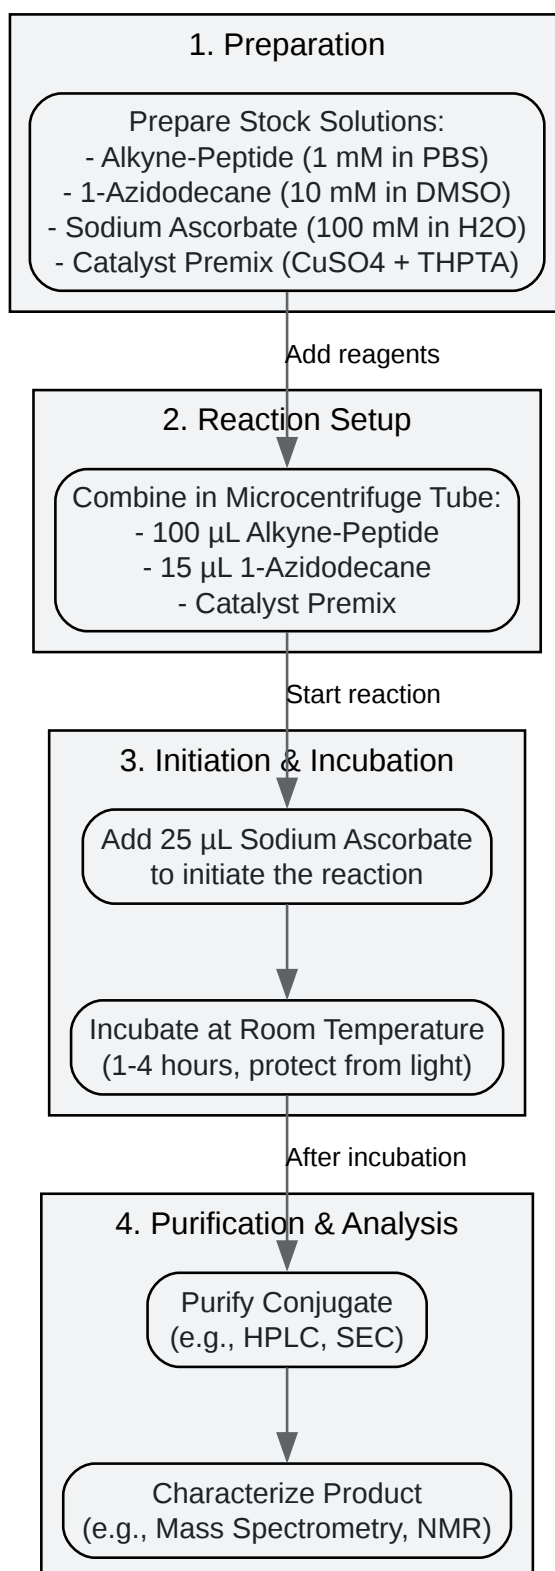 1. Preparation
Prepare Stock Solutions:
- Alkyne-Peptide (1 mM in PBS)
- 1-Azidodecane (10 mM in DMSO)
- Sodium Ascorbate (100 mM in H2O)
- Catalyst Premix (CuSO4 + THPTA)
Add reagents
2. Reaction Setup
Combine in Microcentrifuge Tube:
- 100 µL Alkyne-Peptide
- 15 µL 1-Azidodecane
- Catalyst Premix
Start reaction
3. Initiation & Incubation
Add 25 µL Sodium Ascorbate
to initiate the reaction
Incubate at Room Temperature
(1-4 hours, protect from light)
After incubation
4. Purification & Analysis
Purify Conjugate
(e.g., HPLC, SEC)
Characterize Product
(e.g., Mass Spectrometry, NMR)